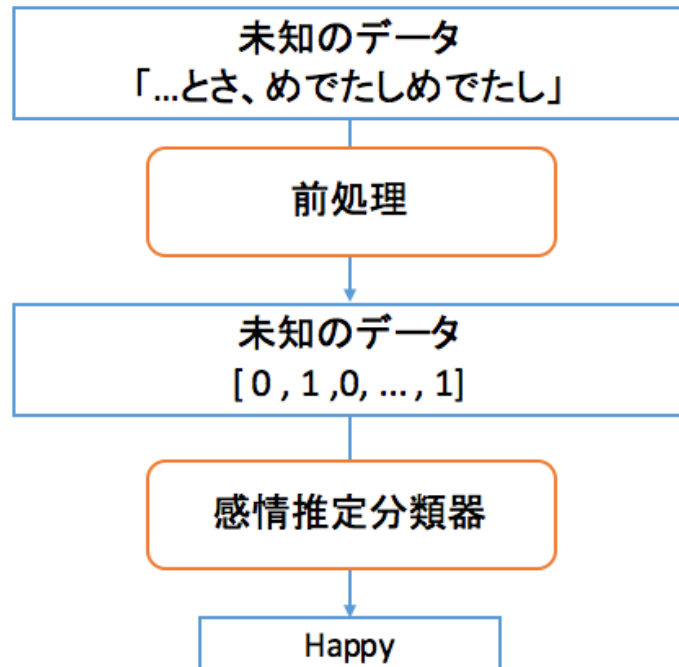 未知のデータ
「...とさ、めでたしめでたし」
前処理
未知のデータ
[ 0 , 1 ,0, ... , 1]
感情推定分類器
Happy